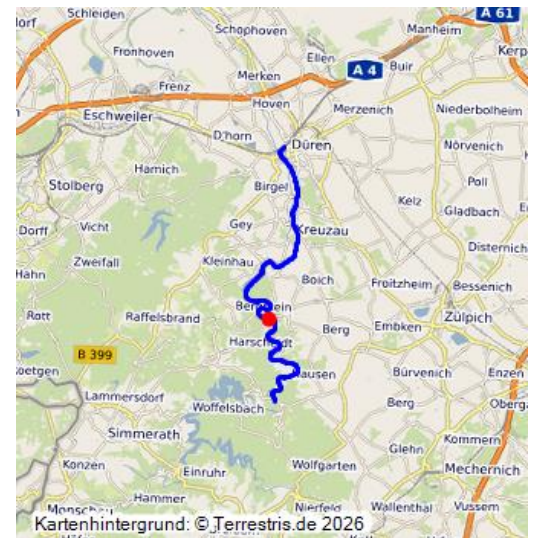 Schleiden
A 61
Fronhoven
Schophoven
Manheim
Ellen
Buir
Kerp
Merken
A 4
Frenz
Hoven
Merzenich
Niederbolheim
Eschweiler
D'horn
Düren
Nörvenich
Hamich
Birgel
Poll
Stolberg
Kelz
Gladbach
Dorff
Vicht
Gey
Kreuzau
Disternich
Zweifall
Kleinhau
Hahn
Boich
Froitzheim
Bessenich
Rott
Raffelsbrand
Berg
Embken
Zülpich
B 399
Harscheidt
Roetgen
Lammersdorf
hausen
Bürvenich
Enzen
Woffelsbach
Berg
Oberga
Simmerath
Kommern
Glehn
Konzen
Einruhr
Wolfgarten
Mechernich
Hammer
Monschau
Nierfeld
Wallenthal
Vussem
Kartenhintergrund: © Terrestris.de 2026